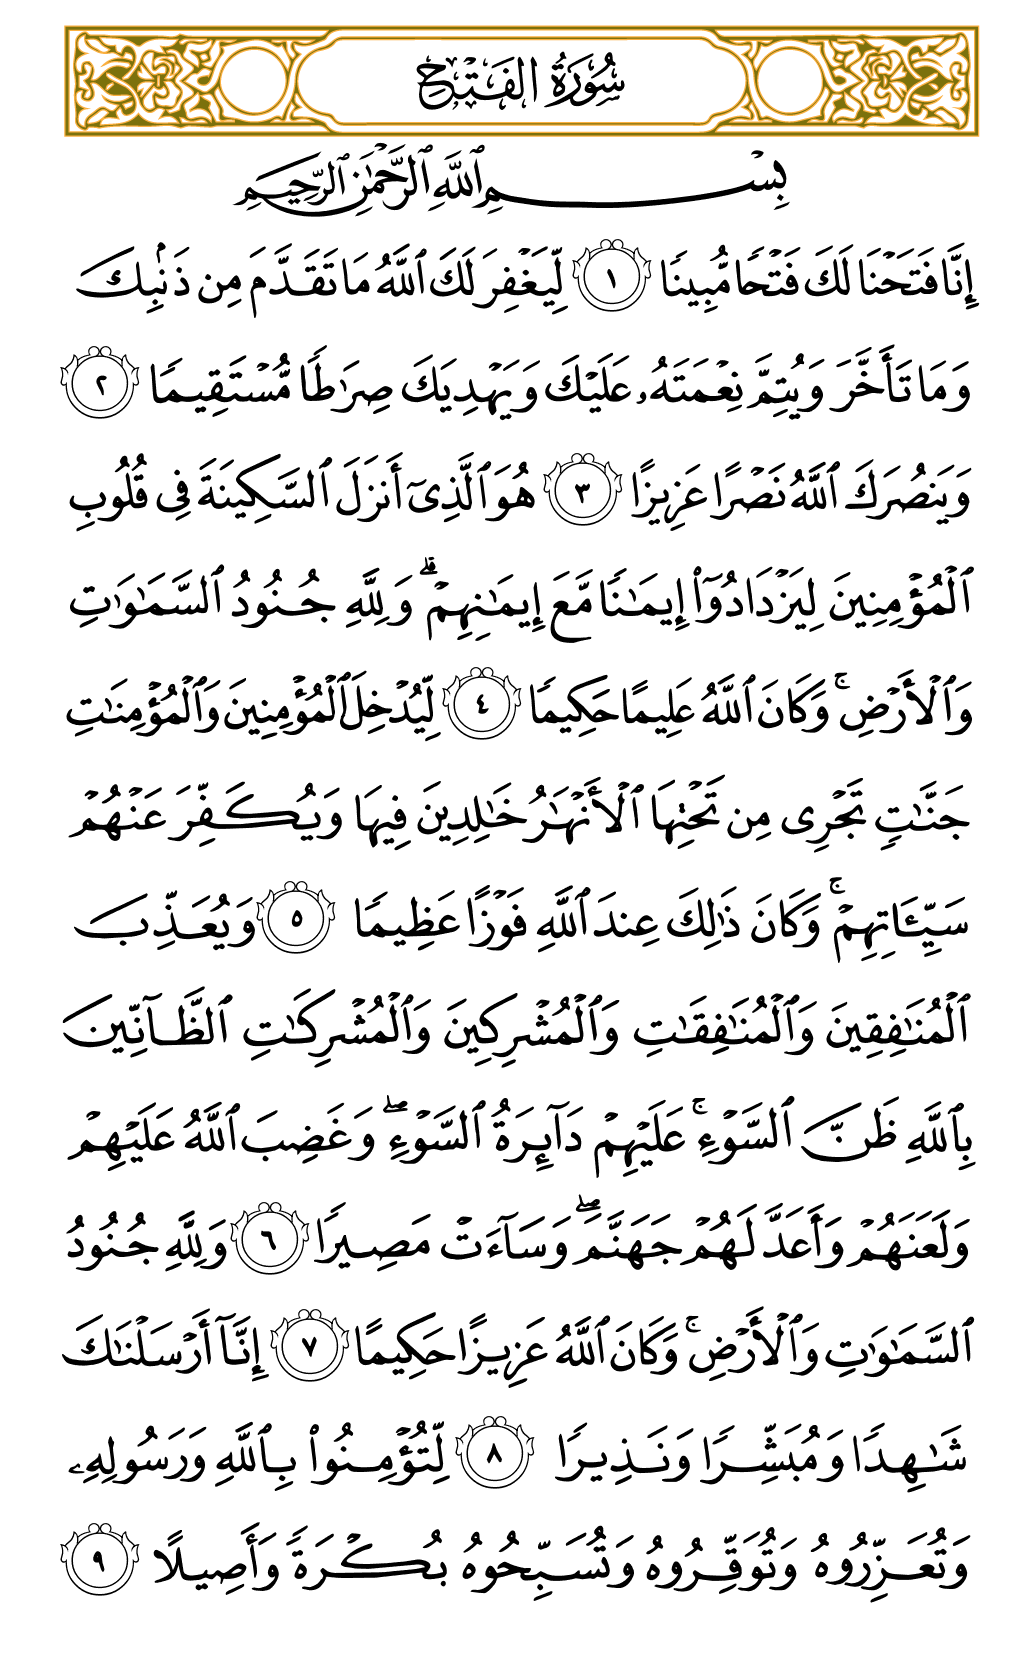 سُورَةُ الفَتۡحِ
بِسۡمِ ٱللَّهِ ٱلرَّحۡمَٰنِ ٱلرَّحِيمِ
إِنَّا فَتَحۡنَا لَكَ فَتۡحٗا مُّبِينٗا ١ لِّيَغۡفِرَ لَكَ ٱللَّهُ مَا تَقَدَّمَ مِن ذَنۢبِكَ
وَمَا تَأَخَّرَ وَيُتِمَّ نِعۡمَتَهُۥ عَلَيۡكَ وَيَهۡدِيَكَ صِرَٰطٗا مُّسۡتَقِيمٗا ٢
وَيَنصُرَكَ ٱللَّهُ نَصۡرًا عَزِيزًا ٣ هُوَ ٱلَّذِيٓ أَنزَلَ ٱلسَّكِينَةَ فِي قُلُوبِ
ٱلۡمُؤۡمِنِينَ لِيَزۡدَادُوٓاْ إِيمَٰنٗا مَّعَ إِيمَٰنِهِمۡۗ وَلِلَّهِ جُنُودُ ٱلسَّمَٰوَٰتِ
وَٱلۡأَرۡضِۚ وَكَانَ ٱللَّهُ عَلِيمًا حَكِيمٗا ٤ لِّيُدۡخِلَ ٱلۡمُؤۡمِنِينَ وَٱلۡمُؤۡمِنَٰتِ
جَنَّٰتٖ تَجۡرِي مِن تَحۡتِهَا ٱلۡأَنۡهَٰرُ خَٰلِدِينَ فِيهَا وَيُكَفِّرَ عَنۡهُمۡ
سَيِّـَٔاتِهِمۡۚ وَكَانَ ذَٰلِكَ عِندَ ٱللَّهِ فَوۡزًا عَظِيمٗا ٥ وَيُعَذِّبَ
ٱلۡمُنَٰفِقِينَ وَٱلۡمُنَٰفِقَٰتِ وَٱلۡمُشۡرِكِينَ وَٱلۡمُشۡرِكَٰتِ ٱلظَّآنِّينَ
بِٱللَّهِ ظَنَّ ٱلسَّوۡءِۚ عَلَيۡهِمۡ دَآئِرَةُ ٱلسَّوۡءِۖ وَغَضِبَ ٱللَّهُ عَلَيۡهِمۡ
وَلَعَنَهُمۡ وَأَعَدَّ لَهُمۡ جَهَنَّمَۖ وَسَآءَتۡ مَصِيرٗا ٦ وَلِلَّهِ جُنُودُ
ٱلسَّمَٰوَٰتِ وَٱلۡأَرۡضِۚ وَكَانَ ٱللَّهُ عَزِيزًا حَكِيمًا ٧ إِنَّآ أَرۡسَلۡنَٰكَ
شَٰهِدٗا وَمُبَشِّرٗا وَنَذِيرٗا ٨ لِّتُؤۡمِنُواْ بِٱللَّهِ وَرَسُولِهِۦ
وَتُعَزِّرُوهُ وَتُوَقِّرُوهُ وَتُسَبِّحُوهُ بُكۡرَةٗ وَأَصِيلًا ٩